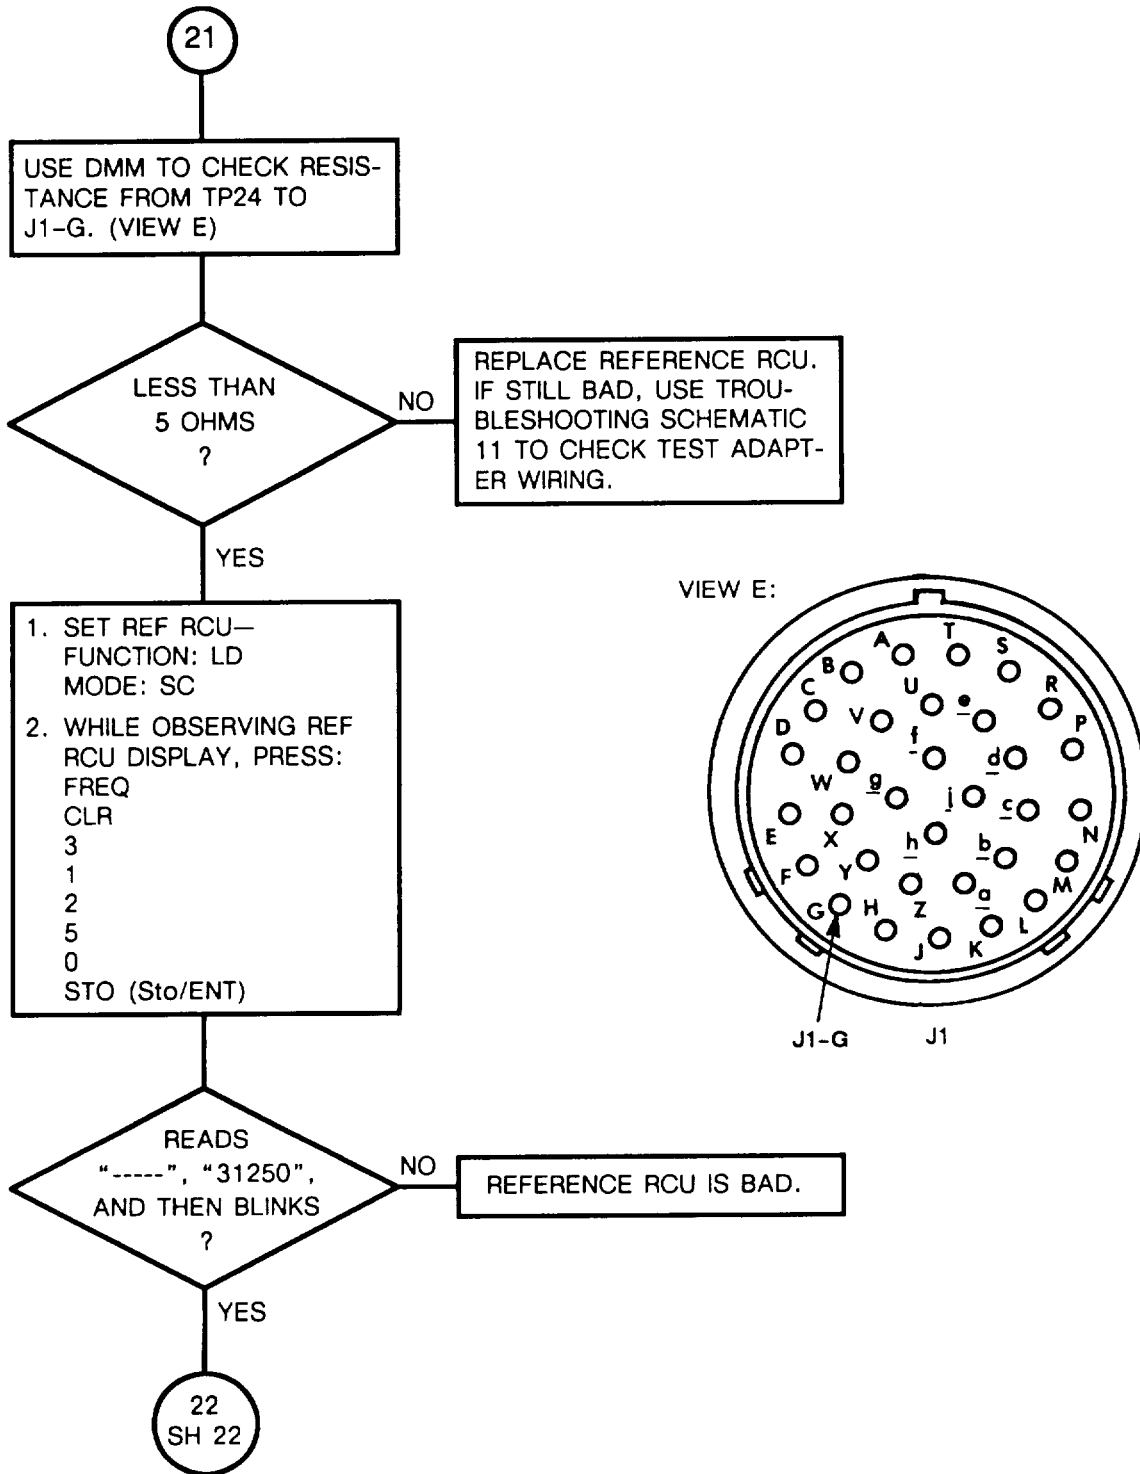 21
USE DMM TO CHECK RESIS-
TANCE FROM TP24 TO
J1-G. (VIEW E)
LESS THAN
5 OHMS
?
NO
REPLACE REFERENCE RCU.
IF STILL BAD, USE TROU-
BLESHOOTING SCHEMATIC
11 TO CHECK TEST ADAPT-
ER WIRING.
YES
1. SET REF RCU—
FUNCTION: LD
MODE: SC
2. WHILE OBSERVING REF
RCU DISPLAY, PRESS:
FREQ
CLR
3
1
2
5
0
STO (Sto/ENT)
VIEW E:
A
T
S
B
R
C
U
e
P
V
D
f
d
W
g
j
c
E
X
h
b
N
F
Y
M
G
H
Z
a
L
J
K
J1-G
J1
READS
"-----", "31250",
AND THEN BLINKS
?
NO
REFERENCE RCU IS BAD.
YES
22
SH 22